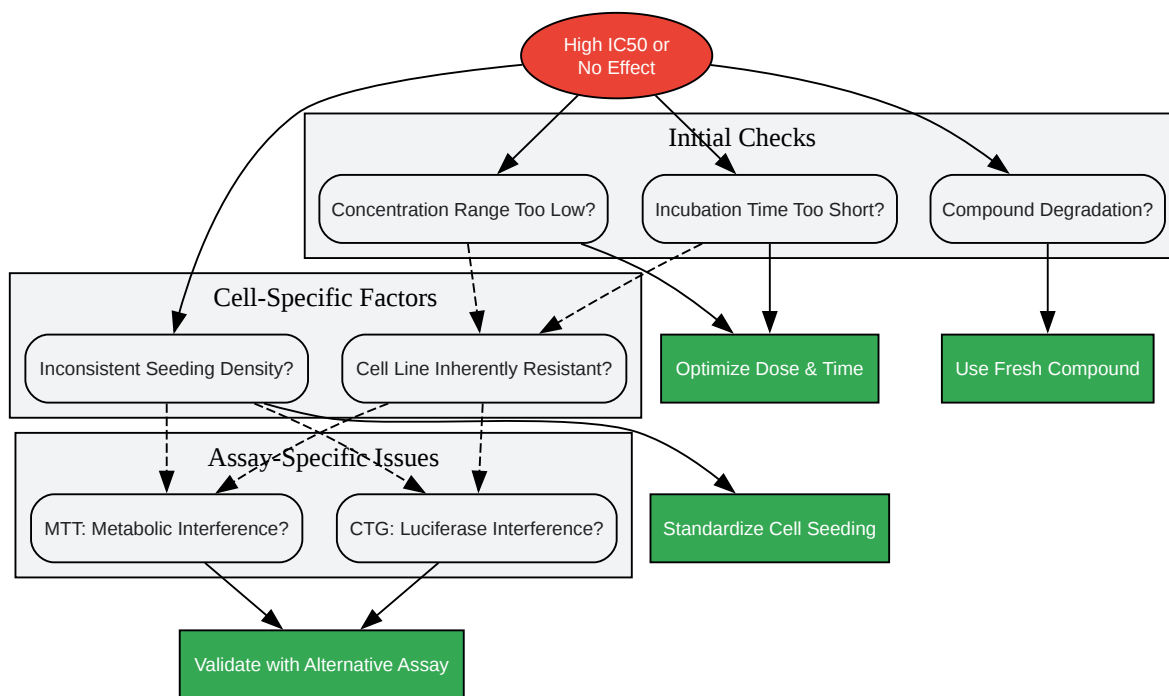 High IC50 or
No Effect
Initial Checks
Concentration Range Too Low?
Incubation Time Too Short?
Compound Degradation?
Cell-Specific Factors
Inconsistent Seeding Density?
Cell Line Inherently Resistant?
Optimize Dose & Time
Use Fresh Compound
Assay-Specific Issues
MTT: Metabolic Interference?
CTG: Luciferase Interference?
Standardize Cell Seeding
Validate with Alternative Assay